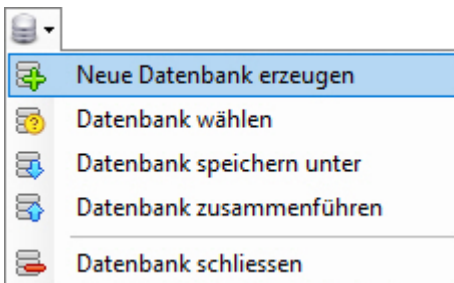 Neue Datenbank erzeugen
Datenbank wählen
Datenbank speichern unter
Datenbank zusammenführen
Datenbank schliessen